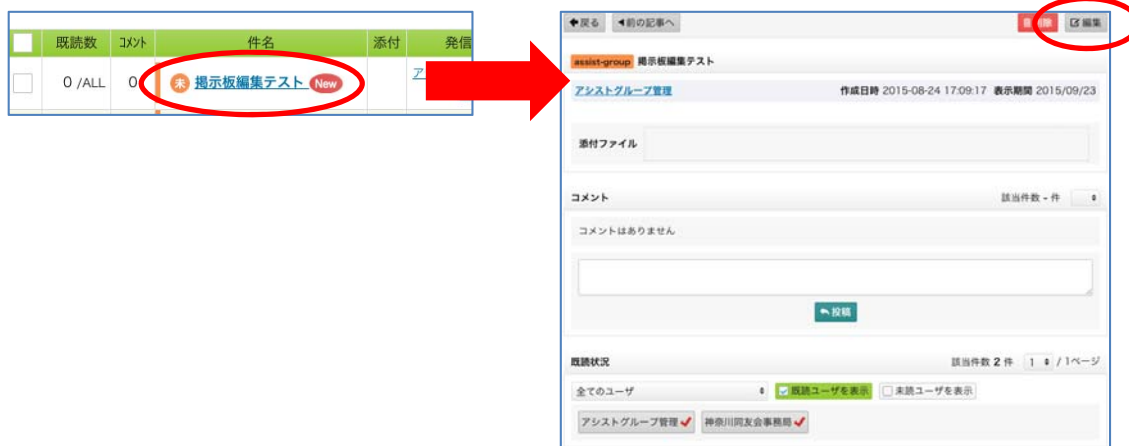 既読数 コメント 件名 添付 発信
0 /ALL 0 未 掲示板編集テスト New ア
戻る 前の記事へ 削除 編集
assist-group 掲示板編集テスト
アシストグループ管理 作成日時 2015-08-24 17:09:17 表示期間 2015/09/23
添付ファイル
コメント 該当件数 - 件
コメントはありません
投稿
既読状況 該当件数 2 件 1 / 1ページ
全てのユーザ 既読ユーザを表示 未読ユーザを表示
アシストグループ管理 神奈川同友会事務局